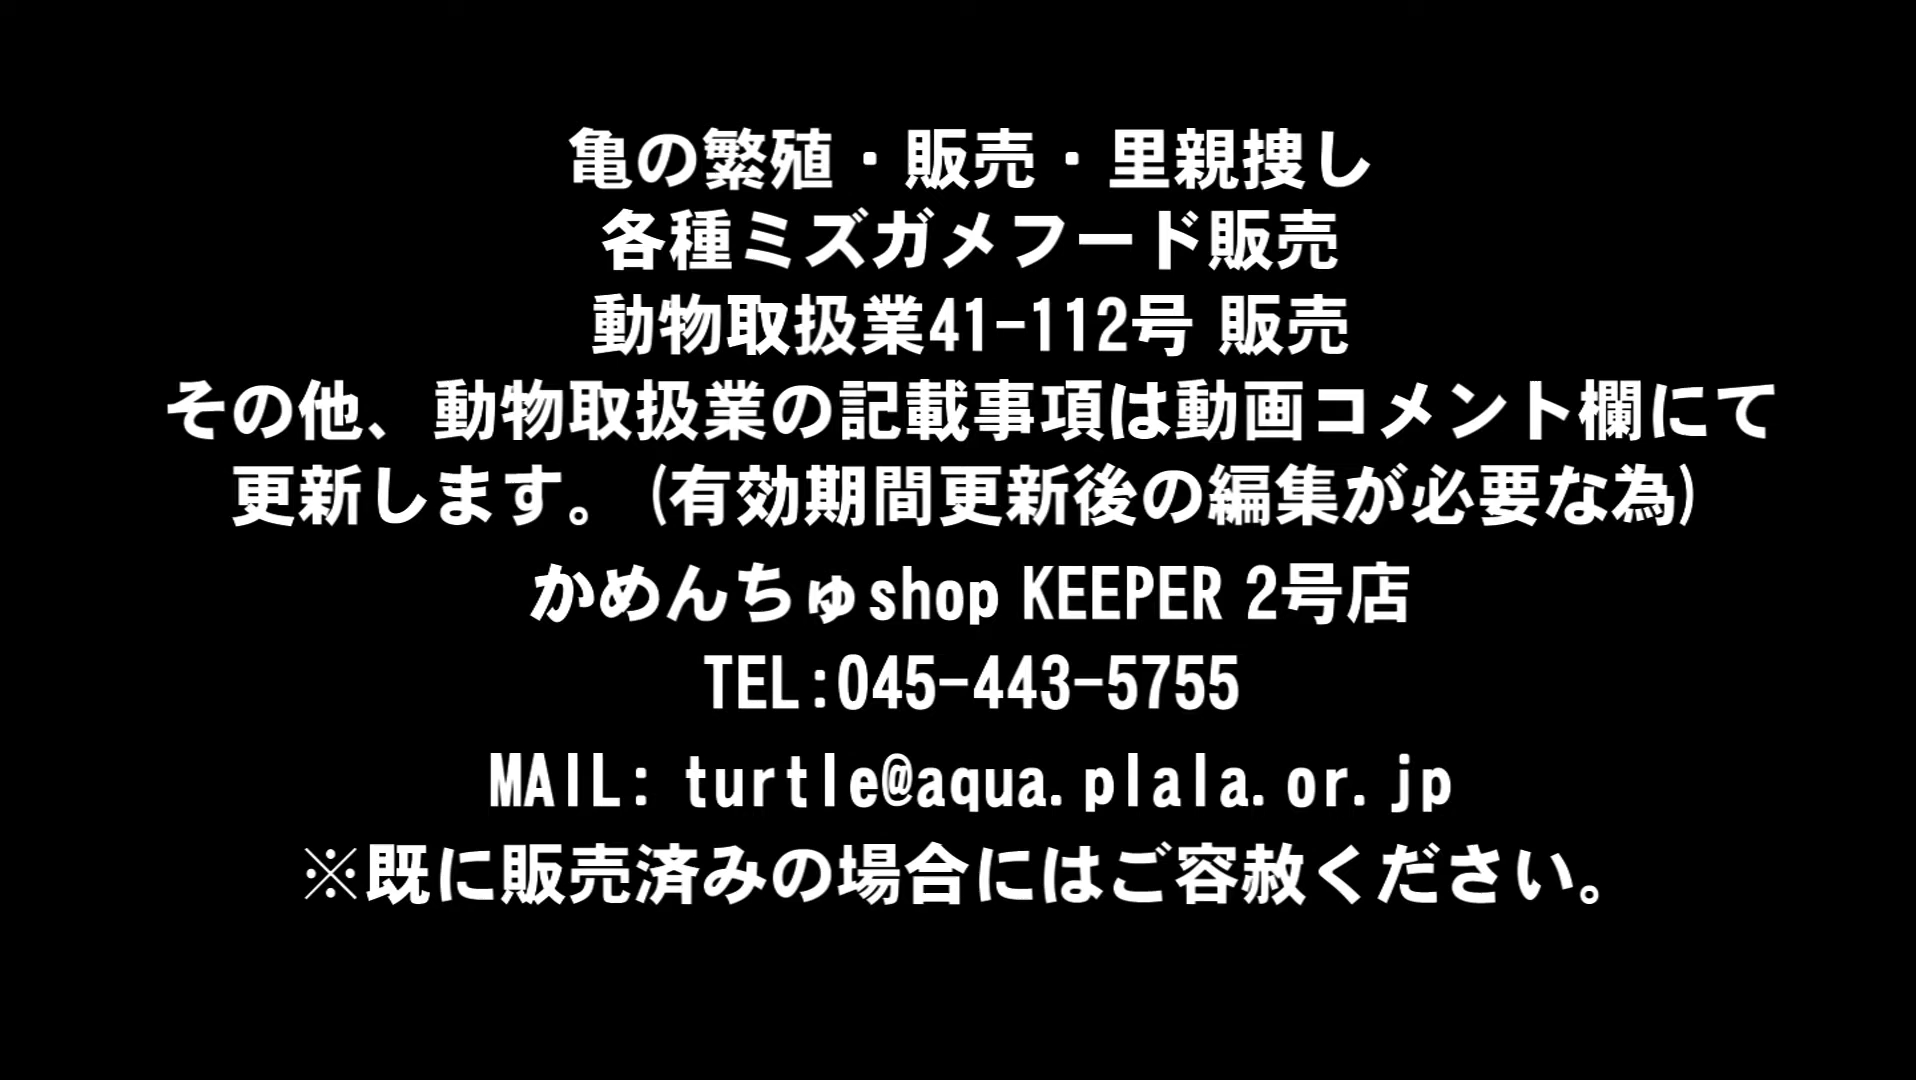 亀の繁殖・販売・里親捜し
各種ミズガメフード販売
動物取扱業41-112号 販売
その他、動物取扱業の記載事項は動画コメント欄にて
更新します。(有効期間更新後の編集が必要な為)
かめんちゅshop KEEPER 2号店
TEL:045-443-5755
MAIL: turtle@aqua.plala.or.jp
※既に販売済みの場合にはご容赦ください。